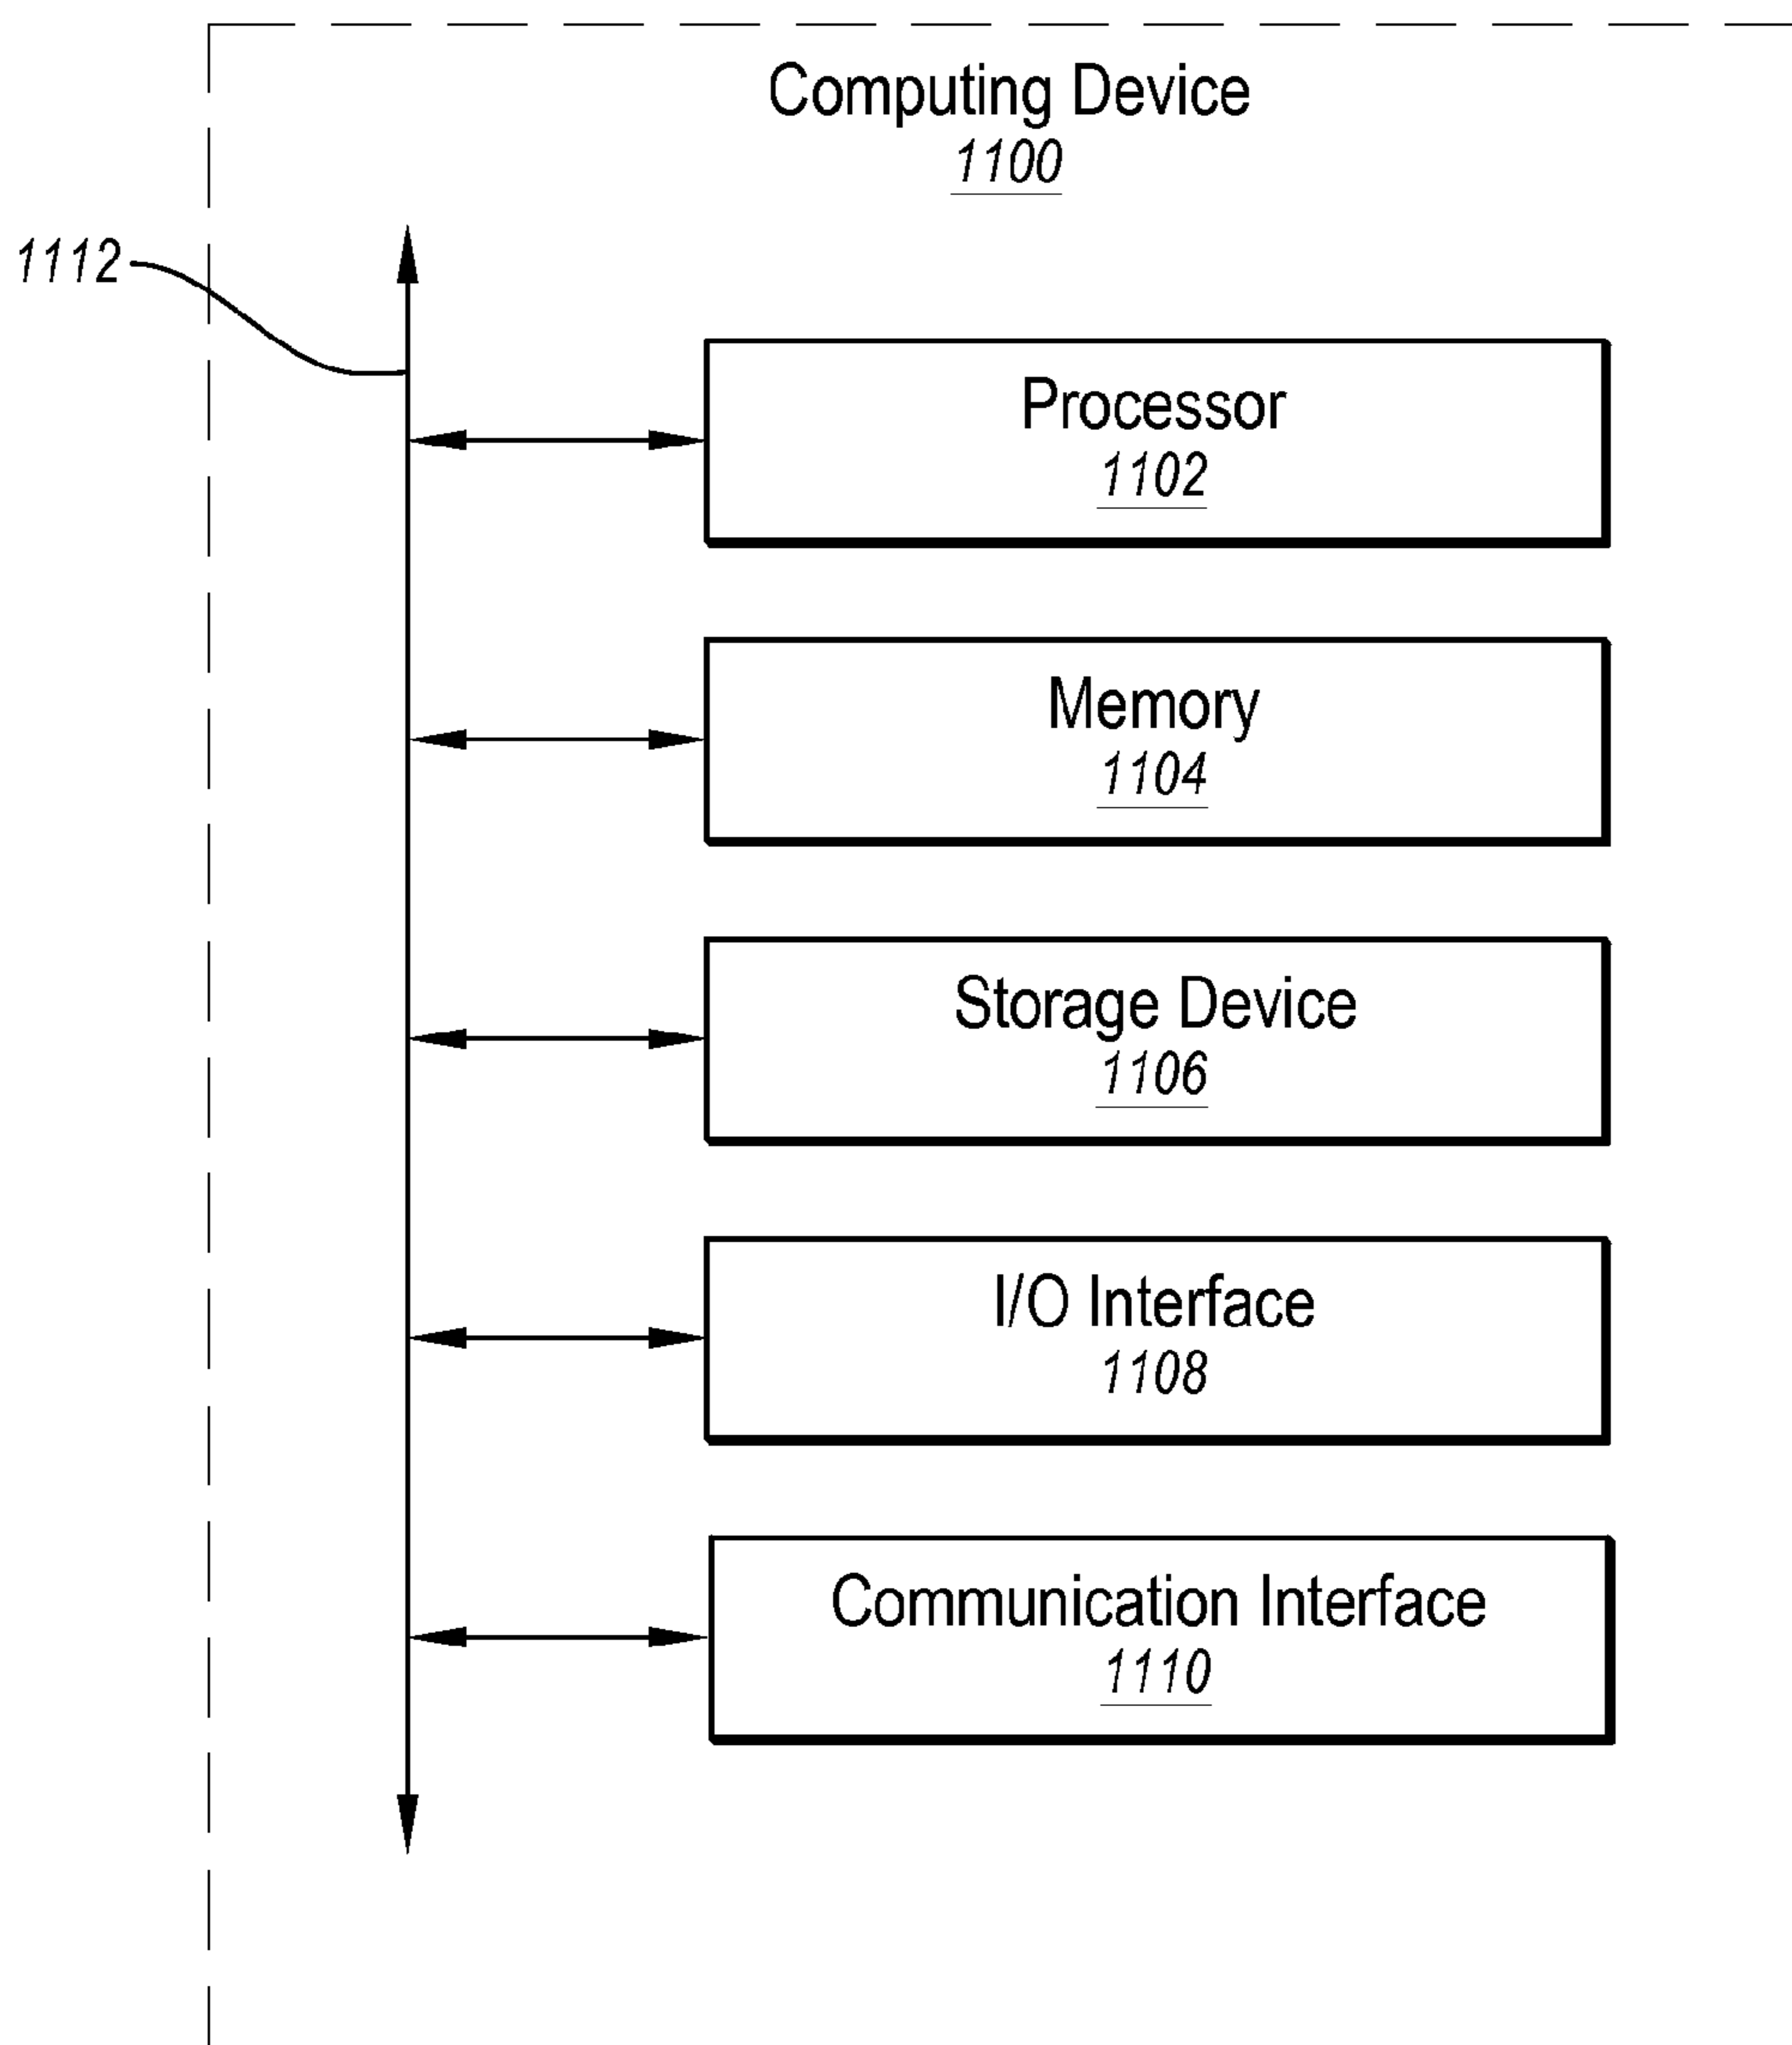 Computing Device
1100
1112
Processor
1102
Memory
1104
Storage Device
1106
I/O Interface
1108
Communication Interface
1110